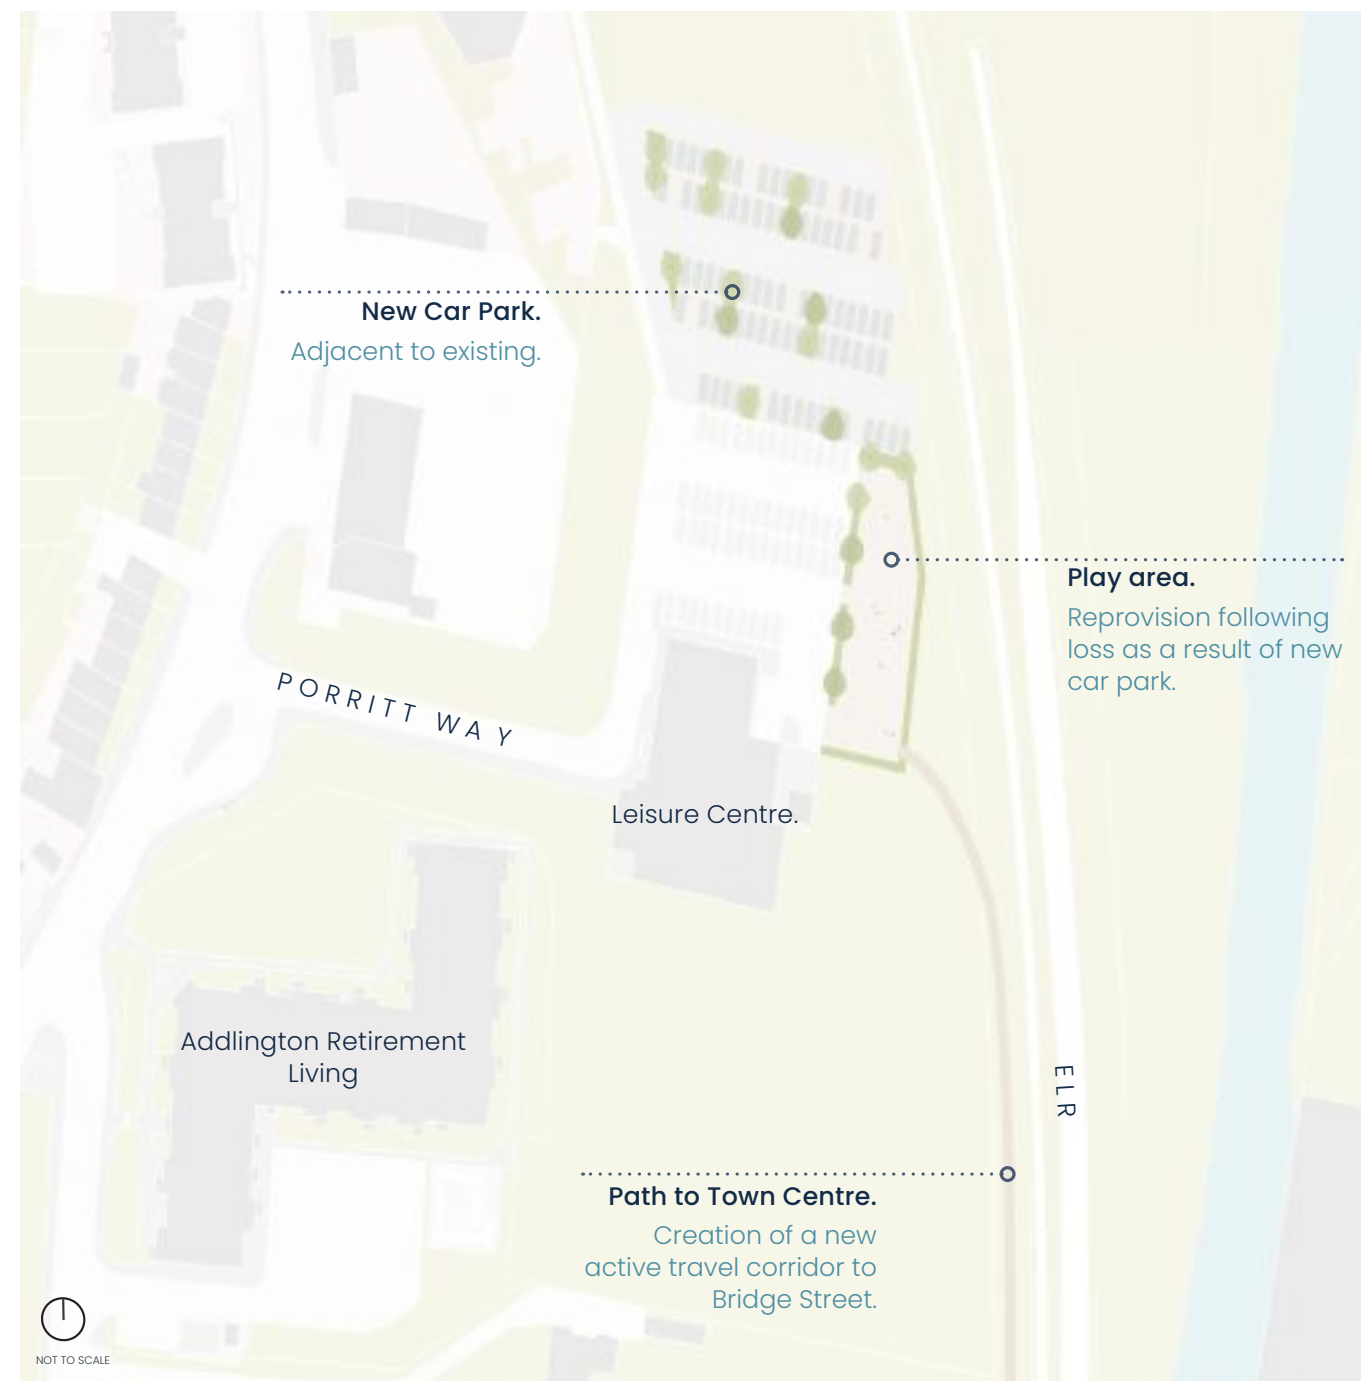 New Car Park.
Adjacent to existing.
Play area.
Reprovision following
loss as a result of new
car park.
PORRITT WAY
Leisure Centre.
Addlington Retirement
Living
ELR
Path to Town Centre.
Creation of a new
active travel corridor to
Bridge Street.
NOT TO SCALE